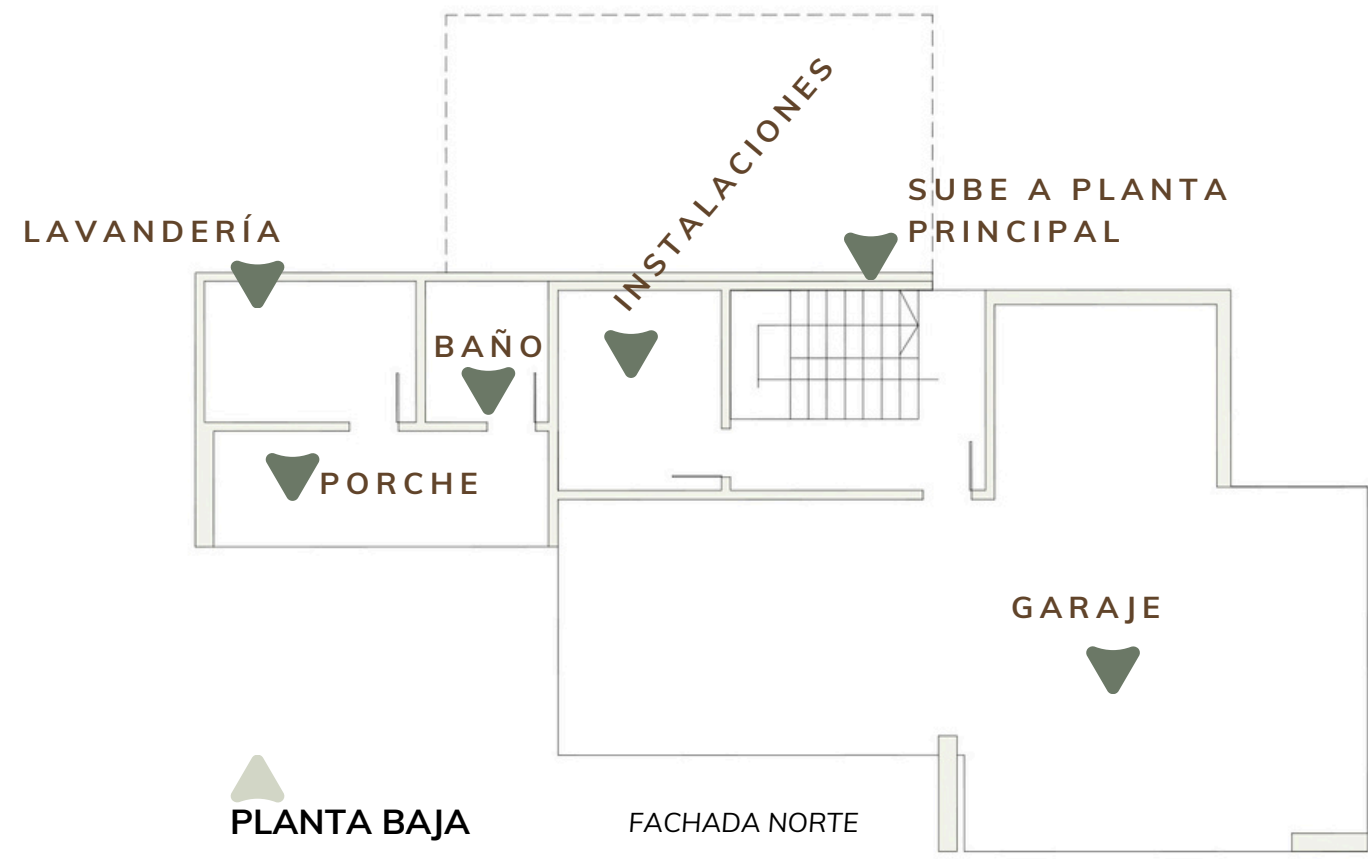 INSTALACIONES
SUBE A PLANTA
PRINCIPAL
LAVANDERÍA
BAÑO
PORCHE
GARAJE
PLANTA BAJA
FACHADA NORTE